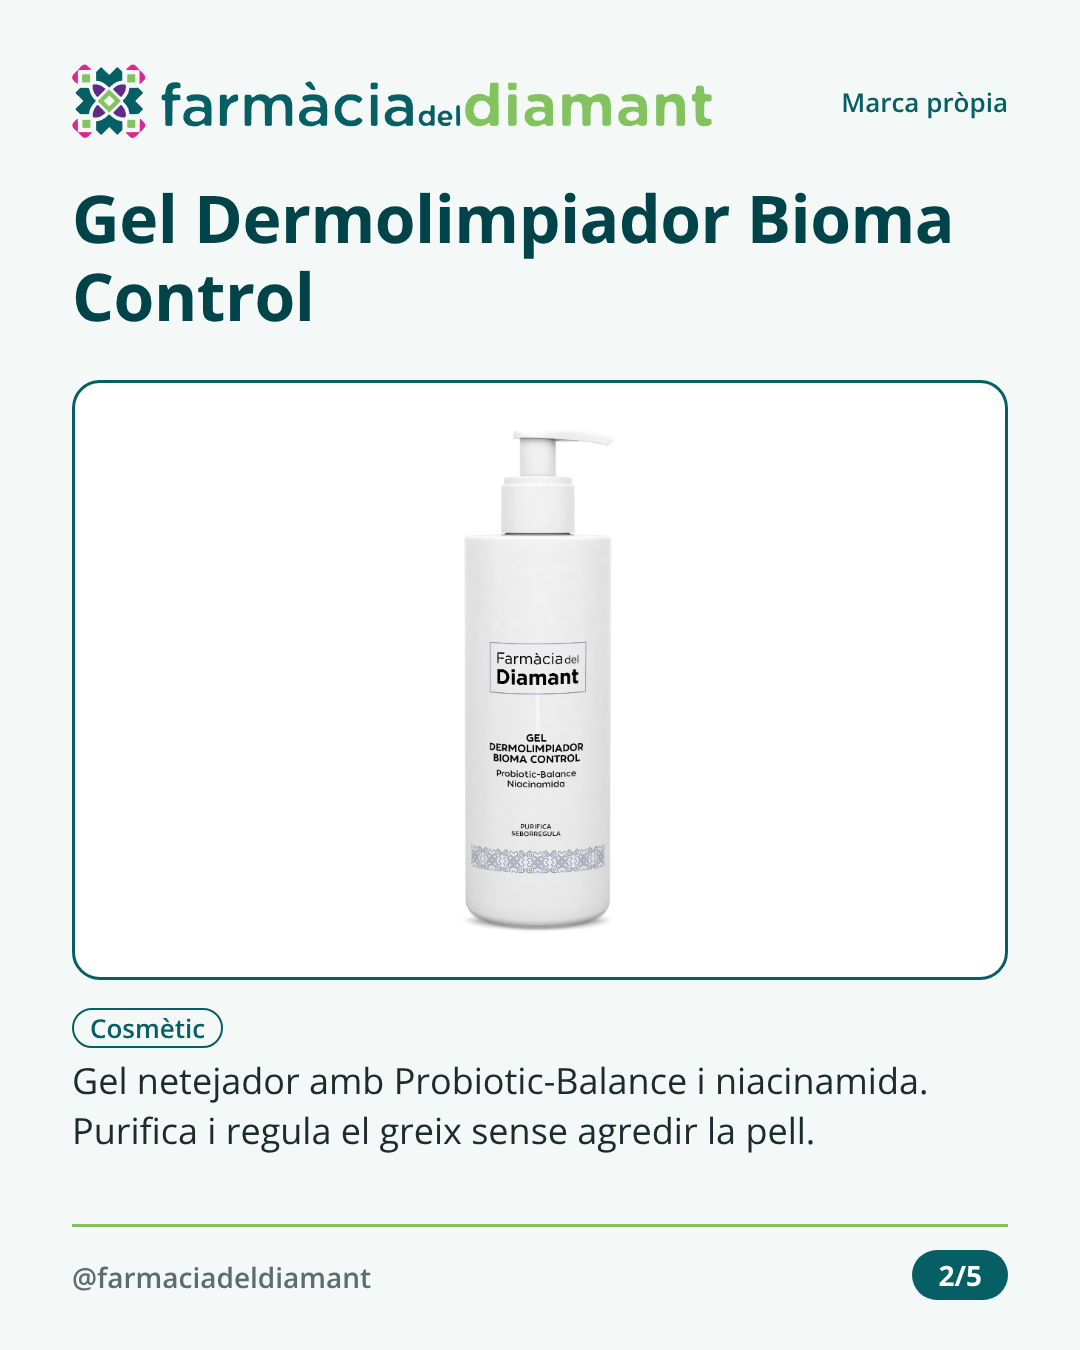 farmàciadeldiamant
Marca pròpia
Gel Dermolimpiador Bioma
Control
Farmàciadel
Diamant
GEL
DERMOLIMPIADOR
BIOMA CONTROL
Probiotic-Balance
Niacinamida
PURIFICA
SEBORREGULA
Cosmètic
Gel netejador amb Probiotic-Balance i niacinamida.
Purifica i regula el greix sense agredir la pell.
@farmaciadeldiamant
2/5